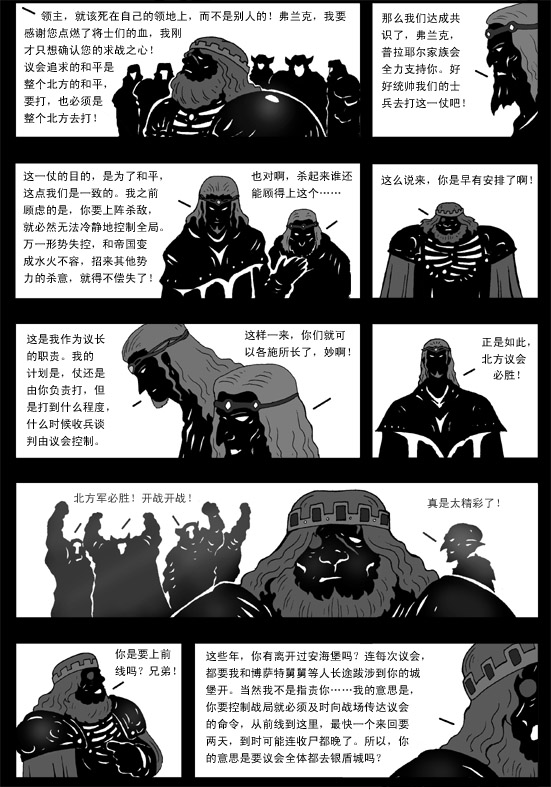 领主，就该死在自己的领地上，而不是别人的！弗兰克，我要
感谢您点燃了将士们的血，我刚
才只想确认您的求战之心！
议会追求的和平是
整个北方的和平，
要打，也必须是
整个北方去打！
那么我们达成共
识了，弗兰克，
普拉耶尔家族会
全力支持你。好
好统帅我们的士
兵去打这一仗吧！
这一仗的目的，是为了和平，
这点我们是一致的。我之前
顾虑的是，你要上阵杀敌，
就必然无法冷静地控制全局。
万一形势失控，和帝国变
成水火不容，招来其他势
力的杀意，就得不偿失了！
也对啊，杀起来谁还
能顾得上这个……
这么说来，你是早有安排了啊！
这是我作为议长
的职责。我的
计划是，仗还是
由你负责打，但
是打到什么程度，
什么时候收兵谈
判由议会控制。
这样一来，你们就可
以各施所长了，妙啊！
正是如此，
北方议会
必胜！
北方军必胜！开战开战！
真是太精彩了！
你是要上前
线吗？兄弟！
这些年，你有离开过安海堡吗？连每次议会，
都要我和博萨特舅舅等人长途跋涉到你的城
堡开。当然我不是指责你……我的意思是，
你要控制战局就必须及时向战场传达议会
的命令，从前线到这里，最快一个来回要
两天，到时可能连收尸都晚了。所以，你
的意思是要议会全体都去银盾城吗？